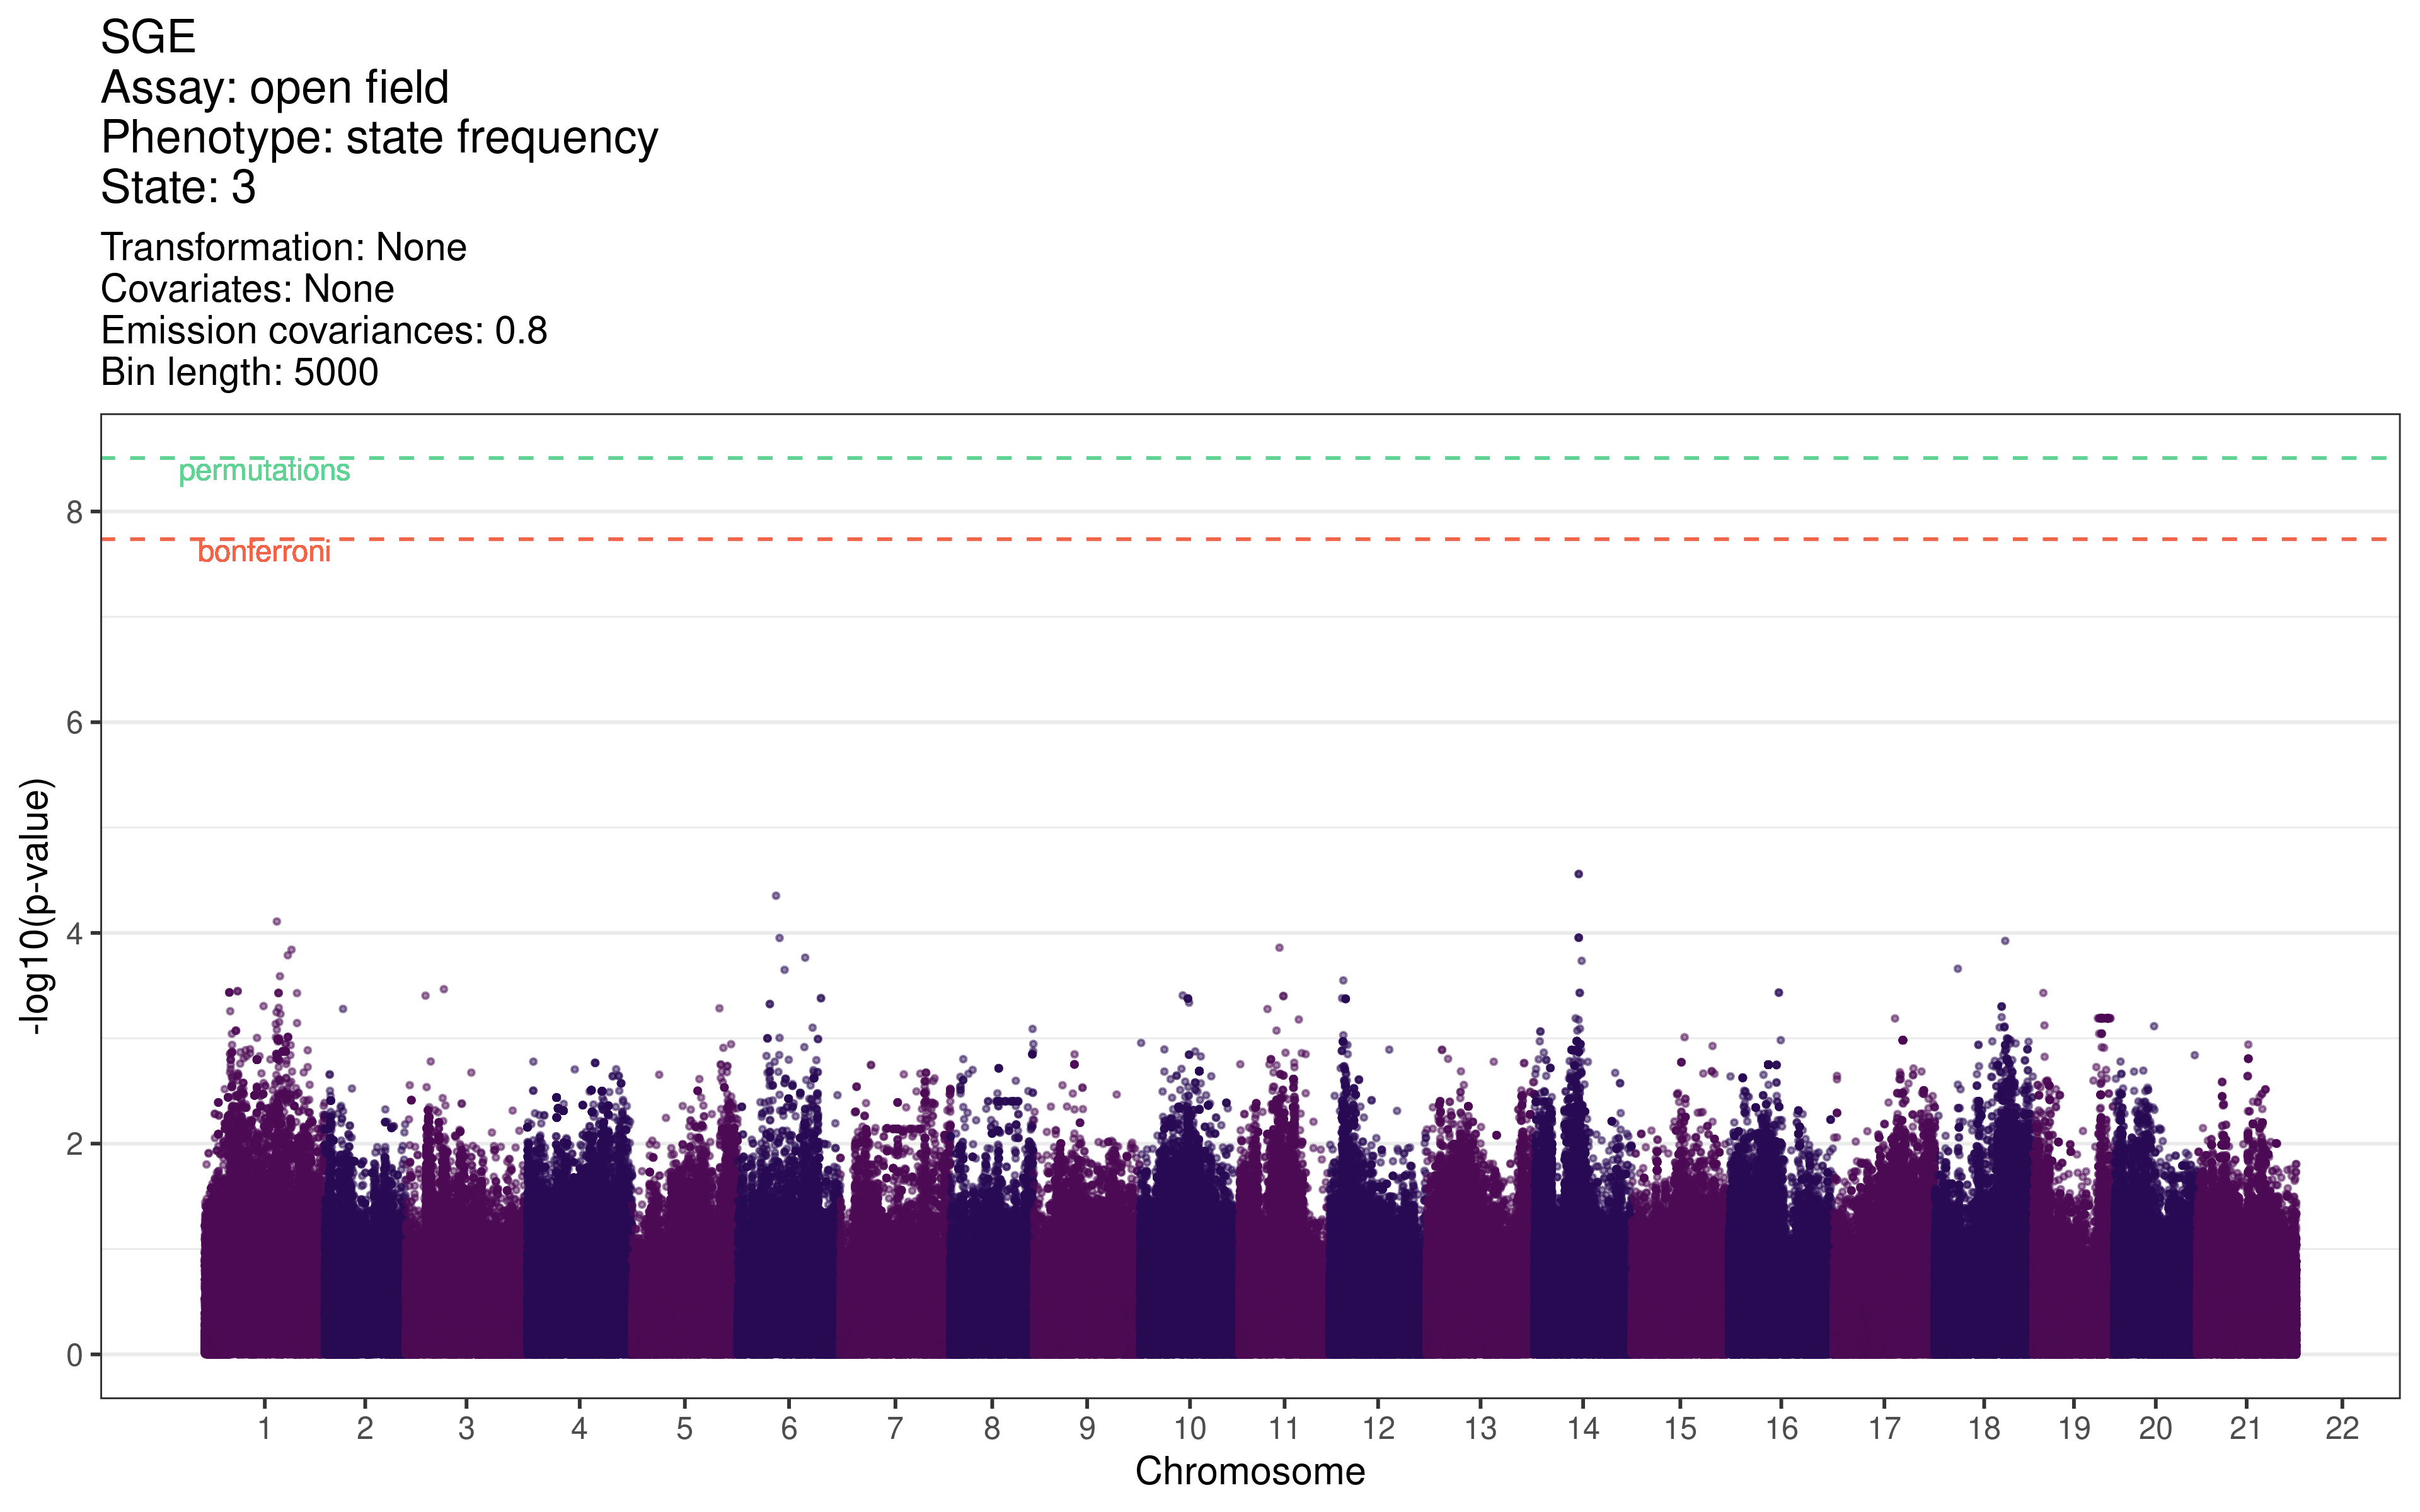 SGE
Assay: open field
Phenotype: state frequency
State: 3
Transformation: None
Covariates: None
Emission covariances: 0.8
Bin length: 5000
permutations
8
bonferroni
6
4
2
0
-log10(p-value)
1 2 3 4 5 6 7 8 9 10 11 12 13 14 15 16 17 18 19 20 21 22
Chromosome